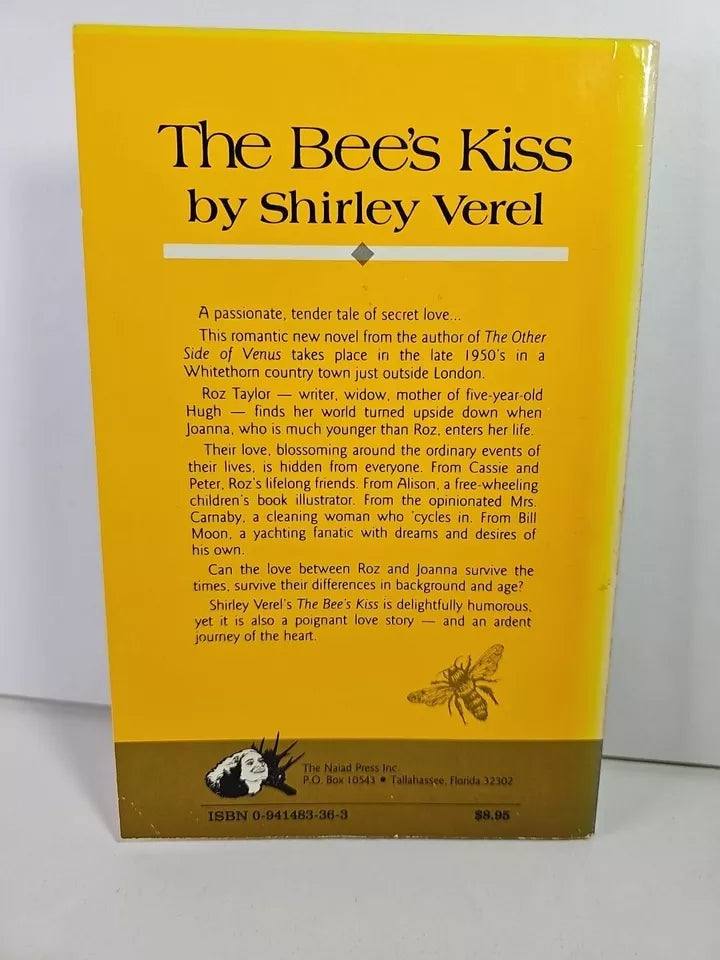 The Bee's Kiss
by Shirley Verel
A passionate, tender tale of secret love...
This romantic new novel from the author of The Other
Side of Venus takes place in the late 1950's in a
Whitethorn country town just outside London.
Roz Taylor — writer, widow, mother of five-year-old
Hugh — finds her world turned upside down when
Joanna, who is much younger than Roz, enters her life.
Their love, blossoming around the ordinary events of
their lives, is hidden from everyone. From Cassie and
Peter, Roz's lifelong friends. From Alison, a free-wheeling
children's book illustrator. From the opinionated Mrs.
Carnaby, a cleaning woman who 'cycles in. From Bill
Moon, a yachting fanatic with dreams and desires of
his own.
Can the love between Roz and Joanna survive the
times, survive their differences in background and age?
Shirley Verel's The Bee's Kiss is delightfully humorous,
yet it is also a poignant love story — and an ardent
journey of the heart.
The Naiad Press Inc.
P.O. Box 10543 • Tallahassee, Florida 32302
ISBN 0-941483-36-3 $8.95